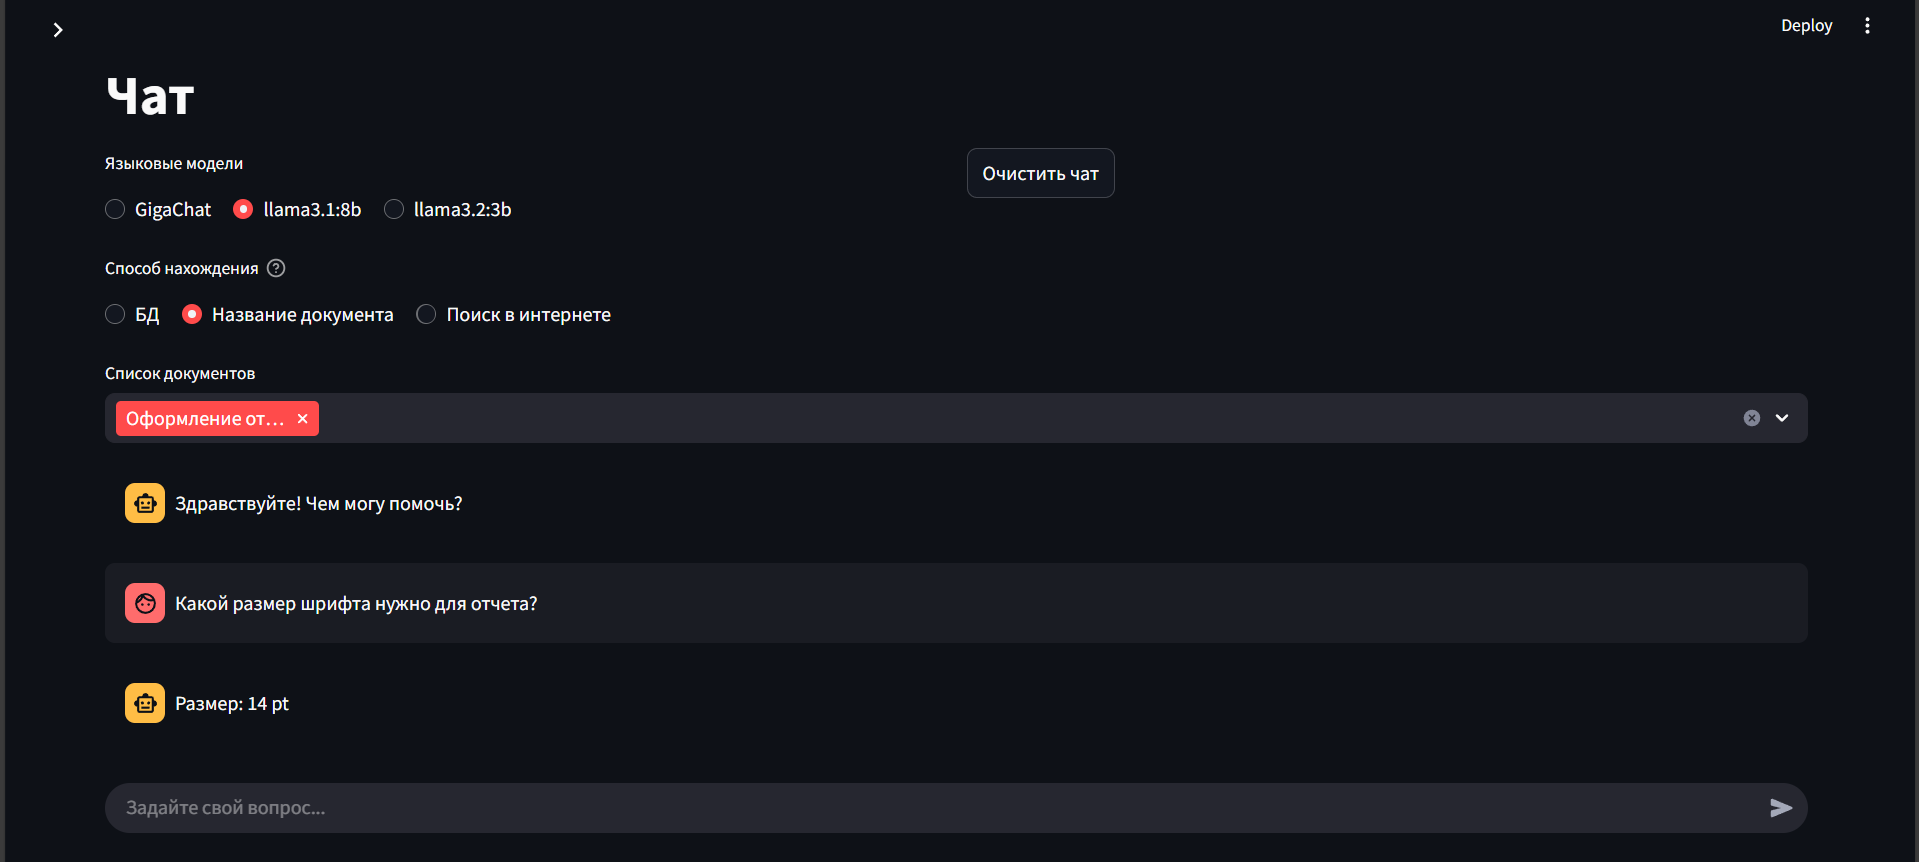 Deploy
Чат
Языковые модели
Очистить чат
GigaChat llama3.1:8b llama3.2:3b
Способ нахождения
БД Название документа Поиск в интернете
Список документов
Оформление от...
Здравствуйте! Чем могу помочь?
Какой размер шрифта нужно для отчета?
Размер: 14 pt
Задайте свой вопрос...